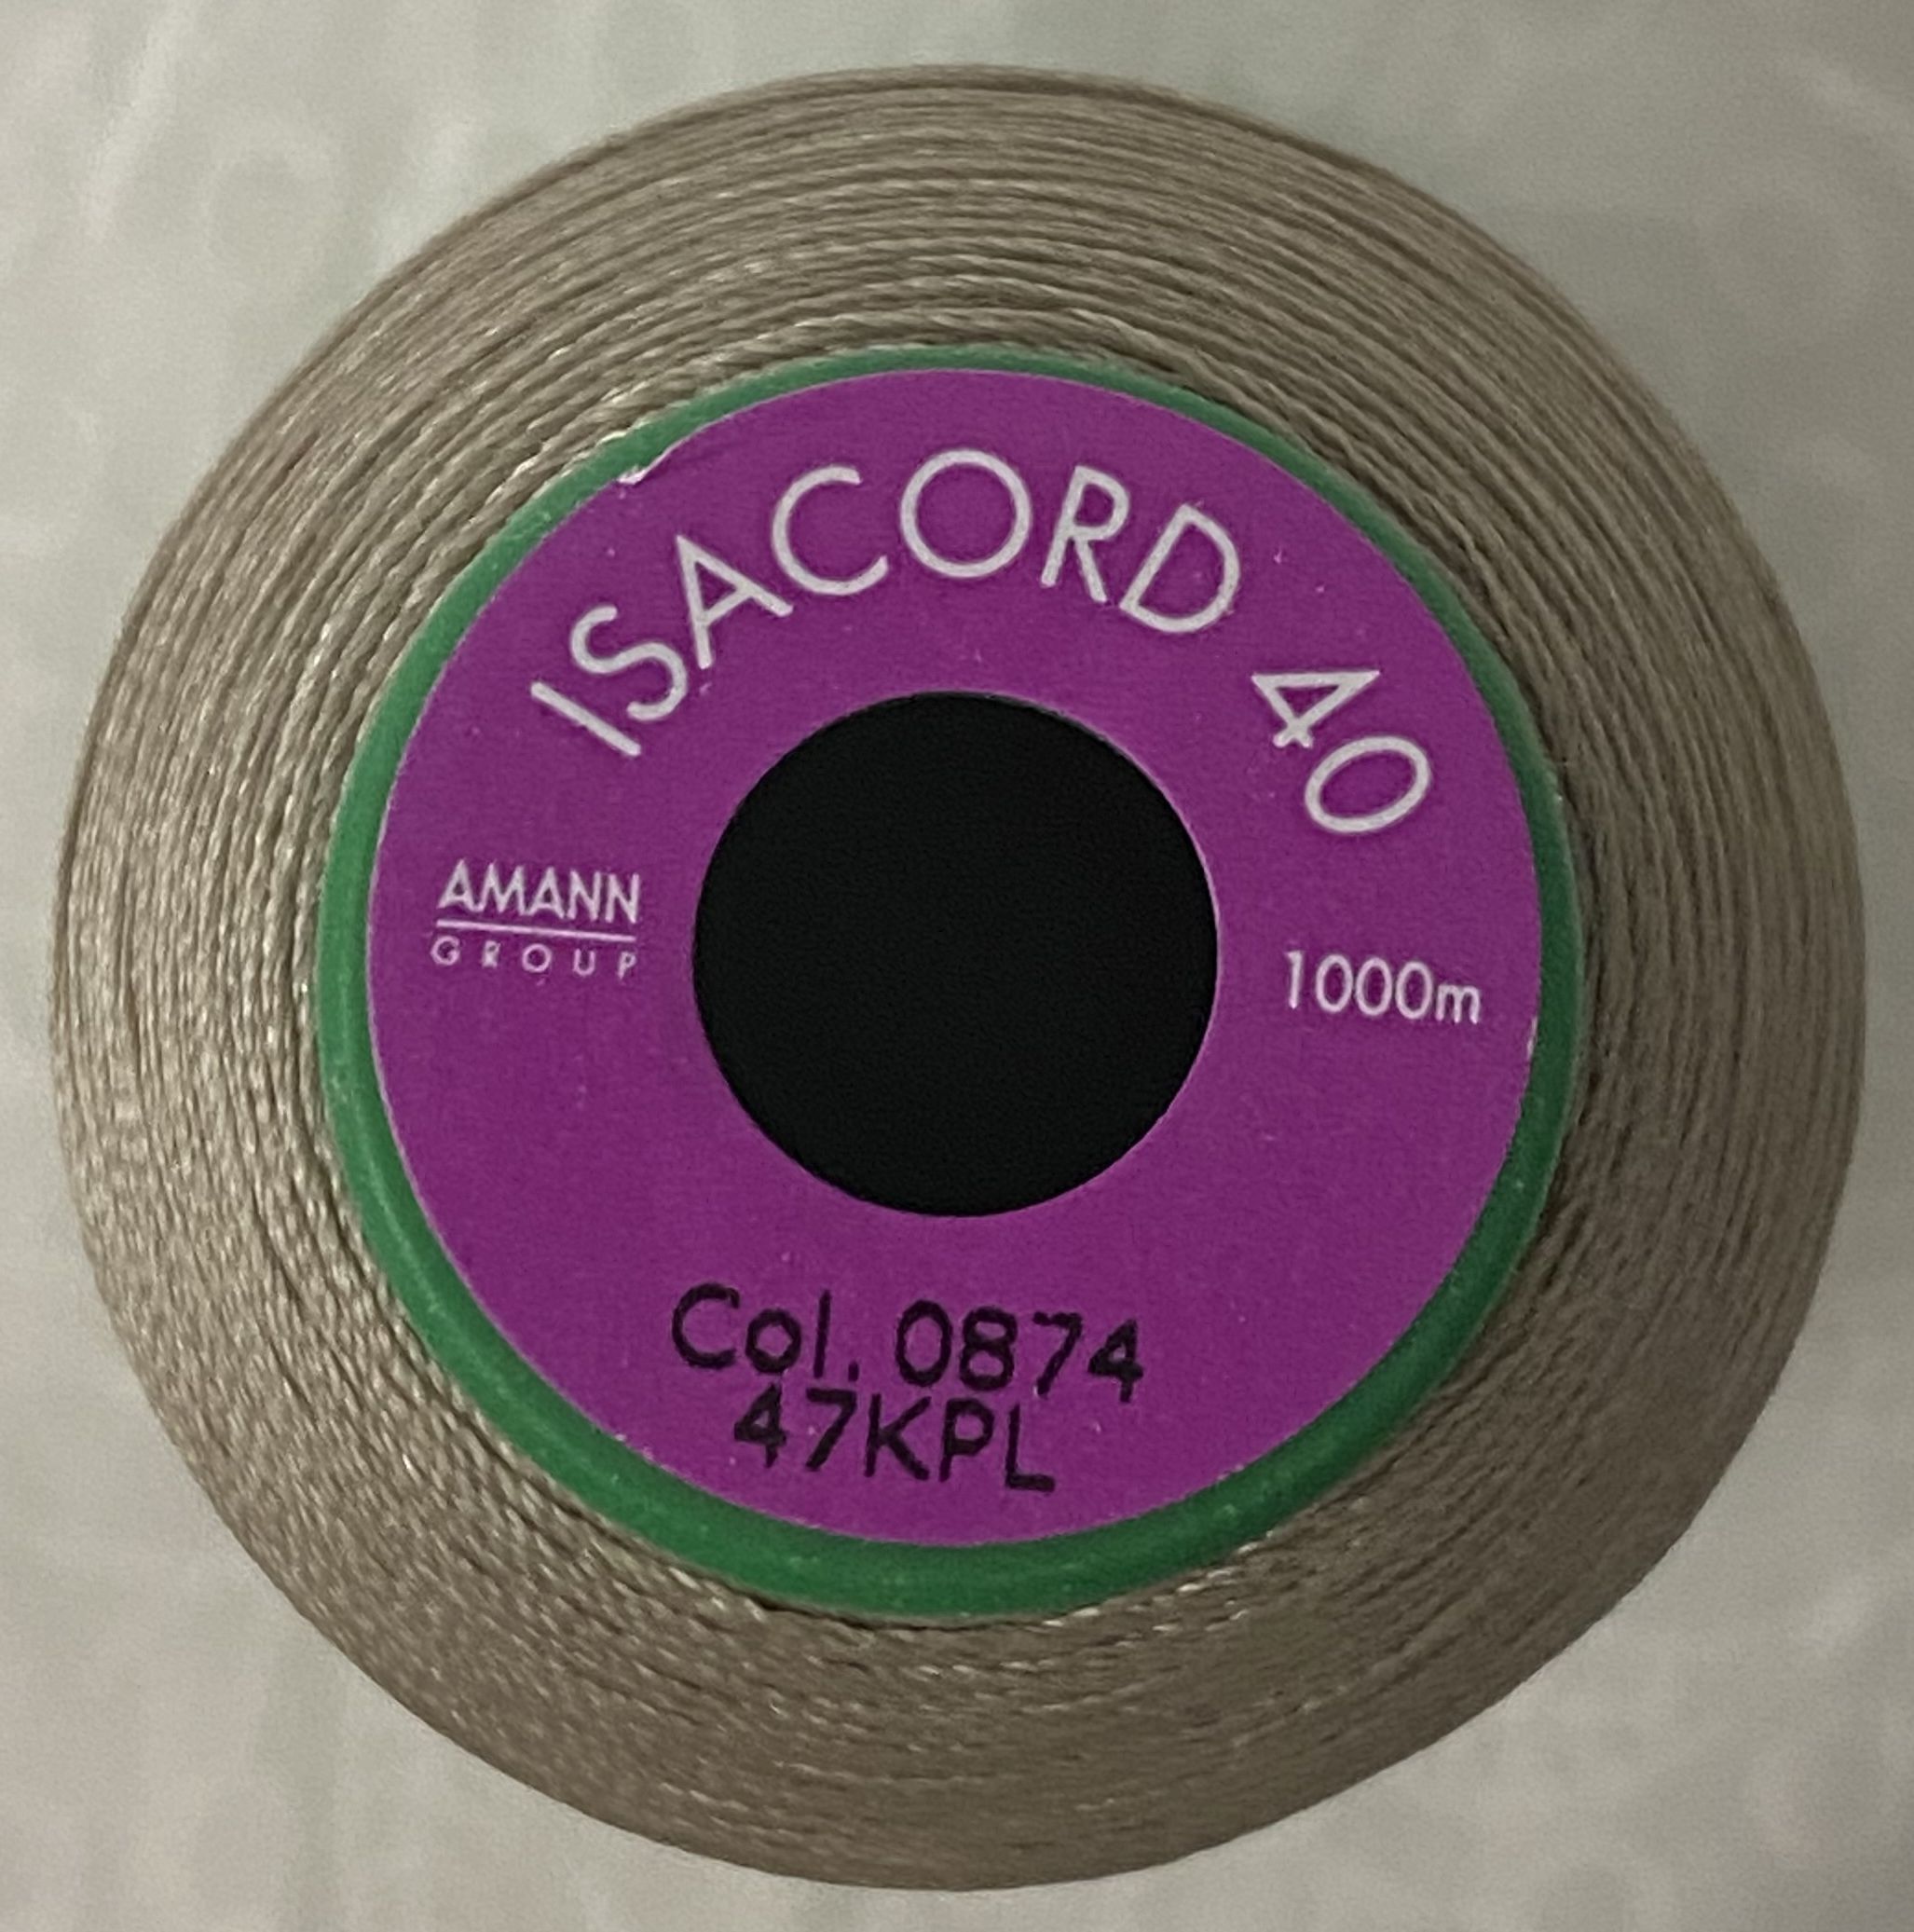 ISACORD 40
AMANN
GROUP
1000m
Col. 0874
47KPL